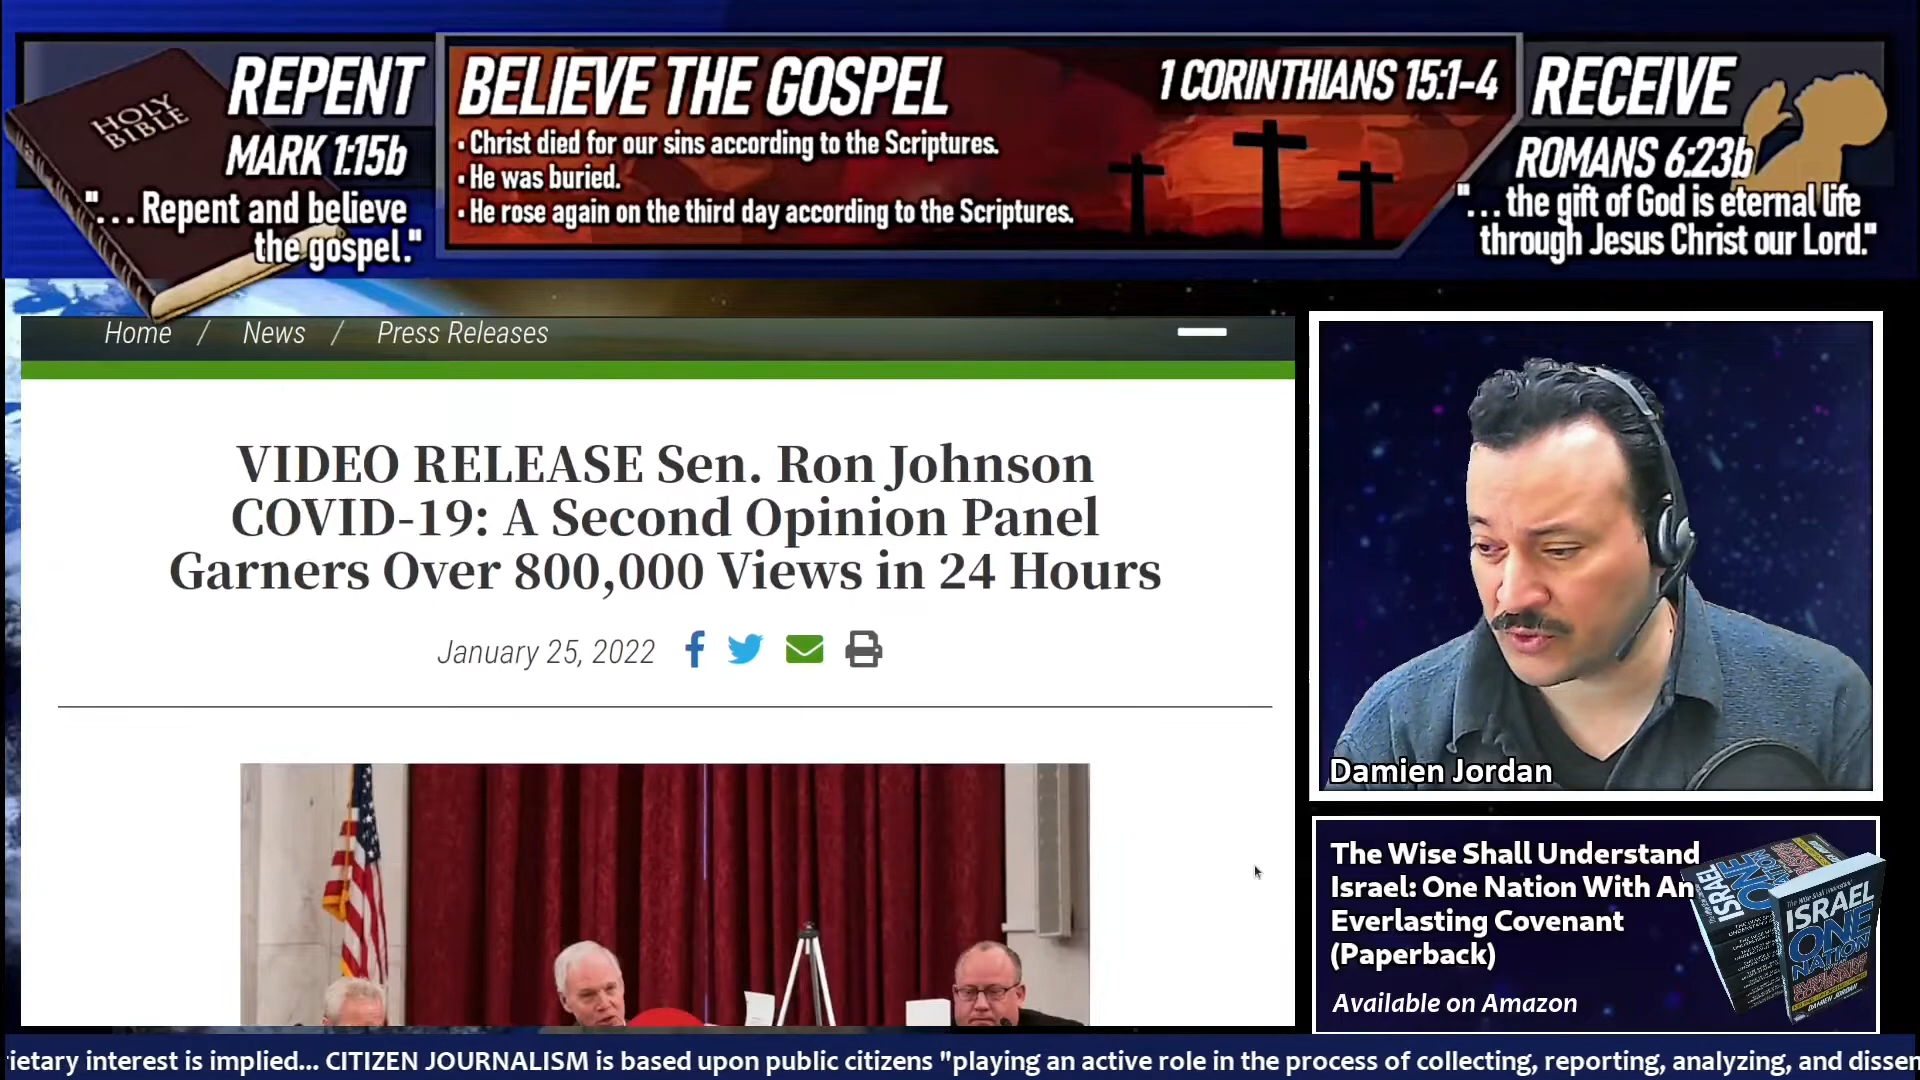 HOLY
BIBLE
REPENT
MARK 1:15b
"... Repent and believe
the gospel."
BELIEVE THE GOSPEL
1 CORINTHIANS 15:1-4
• Christ died for our sins according to the Scriptures.
• He was buried.
• He rose again on the third day according to the Scriptures.
RECEIVE
ROMANS 6:23b
"... the gift of God is eternal life
through Jesus Christ our Lord."
Home / News / Press Releases
VIDEO RELEASE Sen. Ron Johnson
COVID-19: A Second Opinion Panel
Garners Over 800,000 Views in 24 Hours
January 25, 2022
Damien Jordan
The Wise Shall Understand
Israel: One Nation With An
Everlasting Covenant
(Paperback)
Available on Amazon
ISRAEL
ONE
NATION
DAMIEN JORDAN
rietary interest is implied... CITIZEN JOURNALISM is based upon public citizens "playing an active role in the process of collecting, reporting, analyzing, and dissen